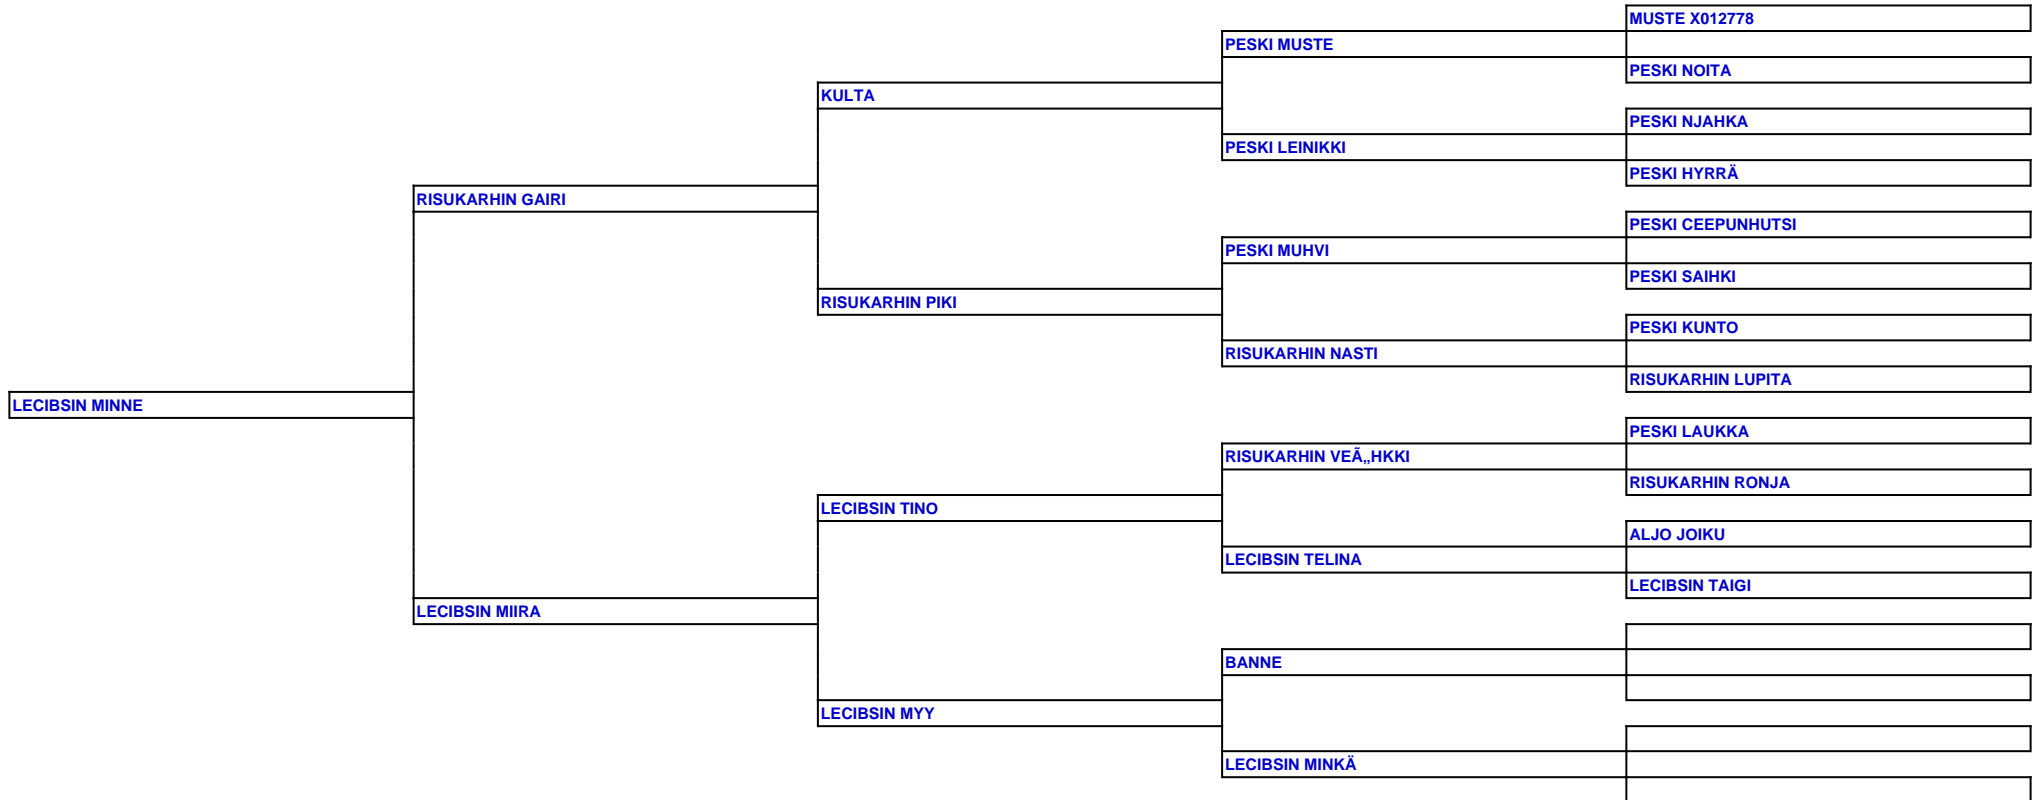 MUSTE X012778
PESKI MUSTE
PESKI NOITA
KULTA
PESKI NJAHKA
PESKI LEINIKKI
PESKI HYRRÄ
RISUKARHIN GAIRI
PESKI CEEPUNHUTSI
PESKI MUHVI
PESKI SAIHKI
RISUKARHIN PIKI
PESKI KUNTO
RISUKARHIN NASTI
RISUKARHIN LUPITA
LECIBSIN MINNE
PESKI LAUKKA
RISUKARHIN VEÃ„HKKI
RISUKARHIN RONJA
LECIBSIN TINO
ALJO JOIKU
LECIBSIN TELINA
LECIBSIN TAIGI
LECIBSIN MIIRA
BANNE
LECIBSIN MYY
LECIBSIN MINKÄ